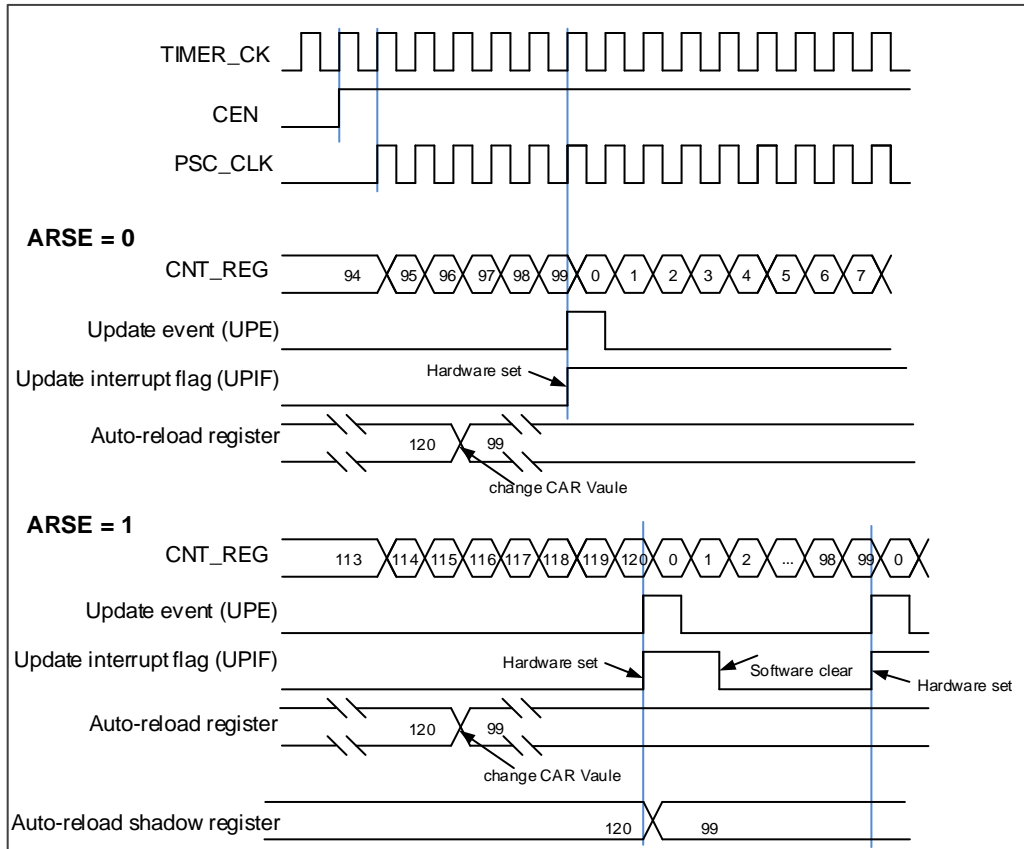 TIMER_CK
CEN
PSC_CLK
ARSE = 0
CNT_REG 94 95 96 97 98 99 0 1 2 3 4 5 6 7
Update event (UPE)
Update interrupt flag (UPIF) Hardware set
Auto-reload register 120 99
change CAR Vaule
ARSE = 1
CNT_REG 113 114 115 116 117 118 119 120 0 1 2 ... 98 99 0
Update event (UPE)
Update interrupt flag (UPIF) Hardware set Software clear Hardware set
Auto-reload register 120 99
change CAR Vaule
Auto-reload shadow register 120 99